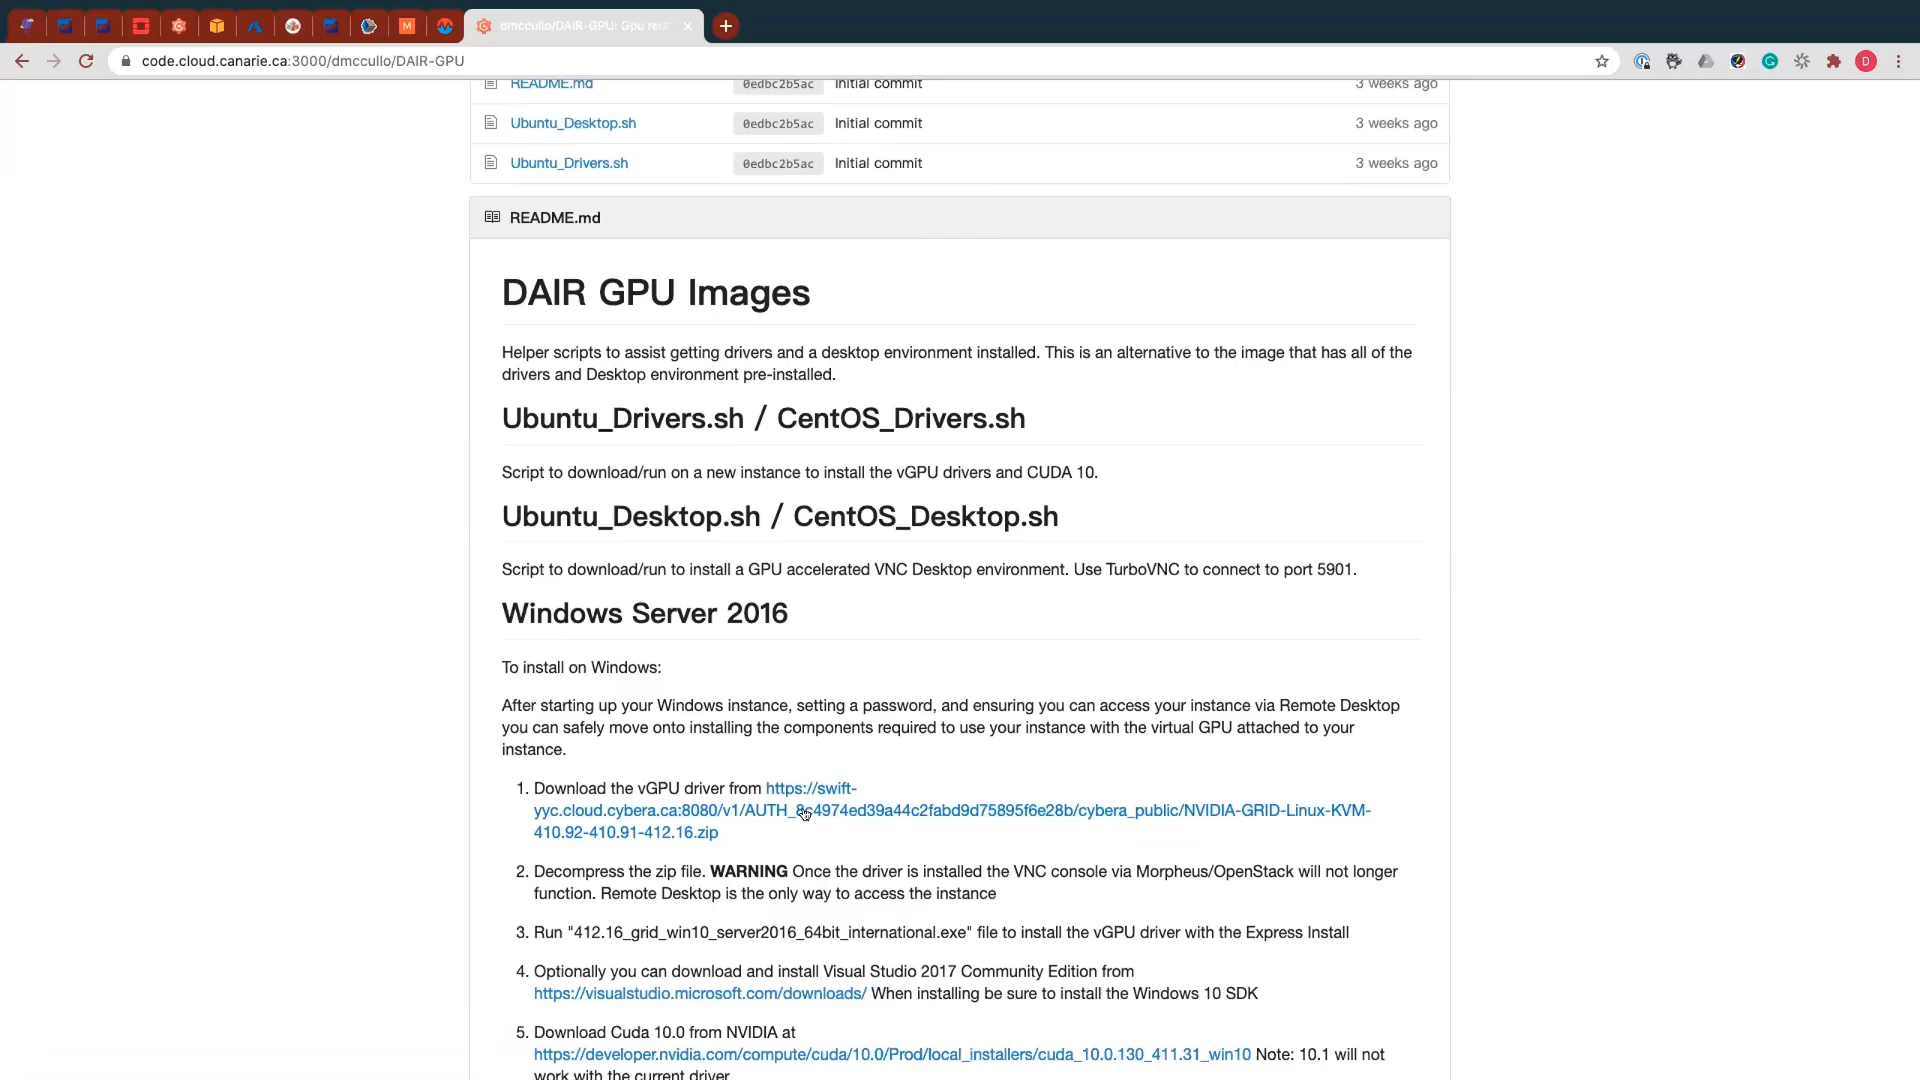 dmccullo/DAIR-GPU: Gpu rela
code.cloud.canarie.ca:3000/dmccullo/DAIR-GPU
D
README.md 0edbc2b5ac Initial commit 3 weeks ago
Ubuntu_Desktop.sh 0edbc2b5ac Initial commit 3 weeks ago
Ubuntu_Drivers.sh 0edbc2b5ac Initial commit 3 weeks ago
README.md
DAIR GPU Images
Helper scripts to assist getting drivers and a desktop environment installed. This is an alternative to the image that has all of the
drivers and Desktop environment pre-installed.
Ubuntu_Drivers.sh / CentOS_Drivers.sh
Script to download/run on a new instance to install the vGPU drivers and CUDA 10.
Ubuntu_Desktop.sh / CentOS_Desktop.sh
Script to download/run to install a GPU accelerated VNC Desktop environment. Use TurboVNC to connect to port 5901.
Windows Server 2016
To install on Windows:
After starting up your Windows instance, setting a password, and ensuring you can access your instance via Remote Desktop
you can safely move onto installing the components required to use your instance with the virtual GPU attached to your
instance.
1. Download the vGPU driver from https://swift-
yyc.cloud.cybera.ca:8080/v1/AUTH_8c4974ed39a44c2fabd9d75895f6e28b/cybera_public/NVIDIA-GRID-Linux-KVM-
410.92-410.91-412.16.zip
2. Decompress the zip file. WARNING Once the driver is installed the VNC console via Morpheus/OpenStack will not longer
function. Remote Desktop is the only way to access the instance
3. Run "412.16_grid_win10_server2016_64bit_international.exe" file to install the vGPU driver with the Express Install
4. Optionally you can download and install Visual Studio 2017 Community Edition from
https://visualstudio.microsoft.com/downloads/ When installing be sure to install the Windows 10 SDK
5. Download Cuda 10.0 from NVIDIA at
https://developer.nvidia.com/compute/cuda/10.0/Prod/local_installers/cuda_10.0.130_411.31_win10 Note: 10.1 will not
work with the current driver